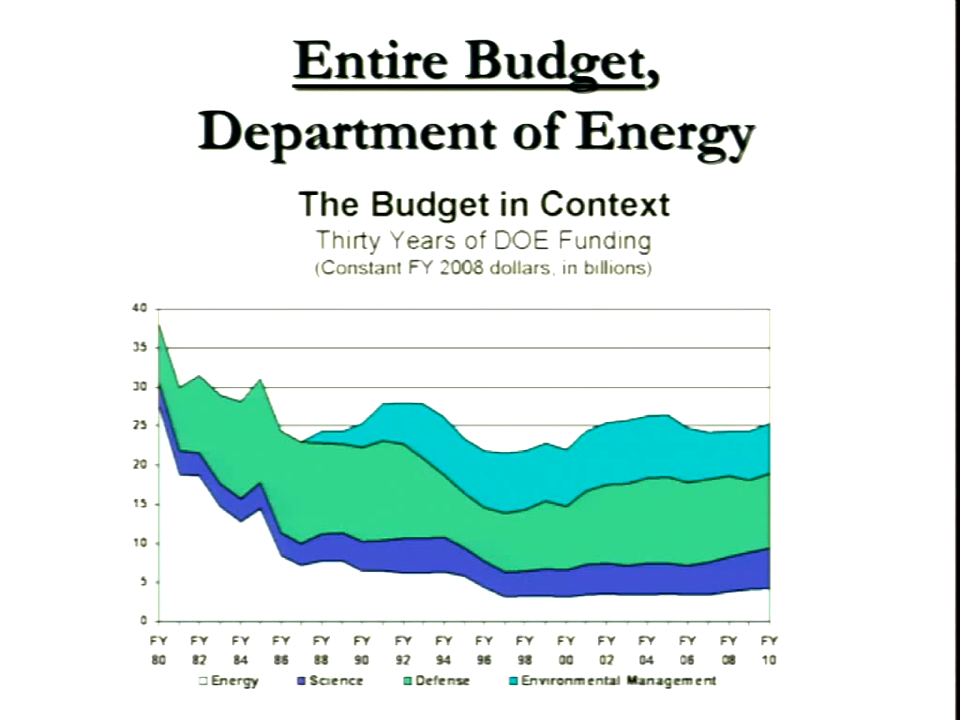 Entire Budget,
Department of Energy
The Budget in Context
Thirty Years of DOE Funding
(Constant FY 2008 dollars, in billions)
40
35
30
25
20
15
10
5
0
FY FY FY FY FY FY FY FY FY FY FY FY FY FY FY FY
80 82 84 86 88 90 92 94 96 98 00 02 04 06 08 10
Energy Science Defense Environmental Management